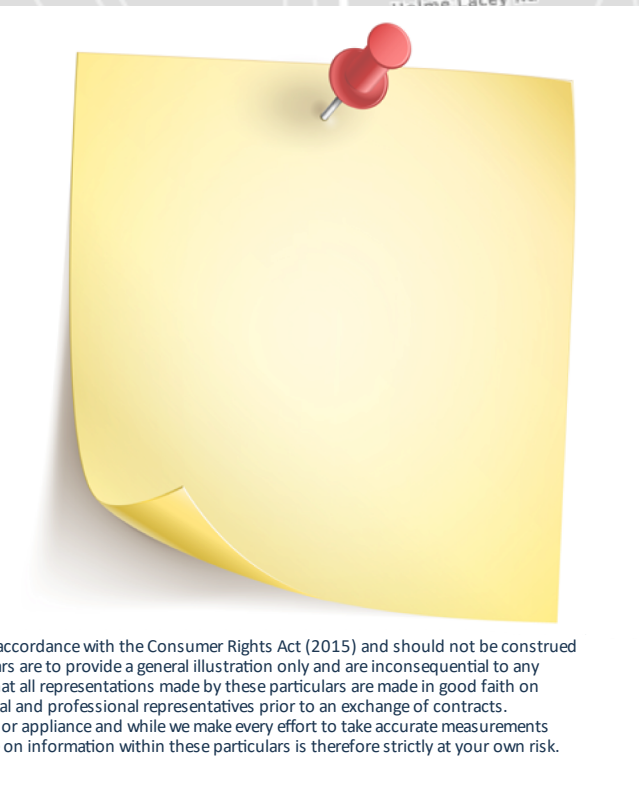 Holme Lacey Rd
accordance with the Consumer Rights Act (2015) and should not be construed
are to provide a general illustration only and are inconsequential to any
at all representations made by these particulars are made in good faith on
and professional representatives prior to an exchange of contracts.
or appliance and while we make every effort to take accurate measurements
on information within these particulars is therefore strictly at your own risk.